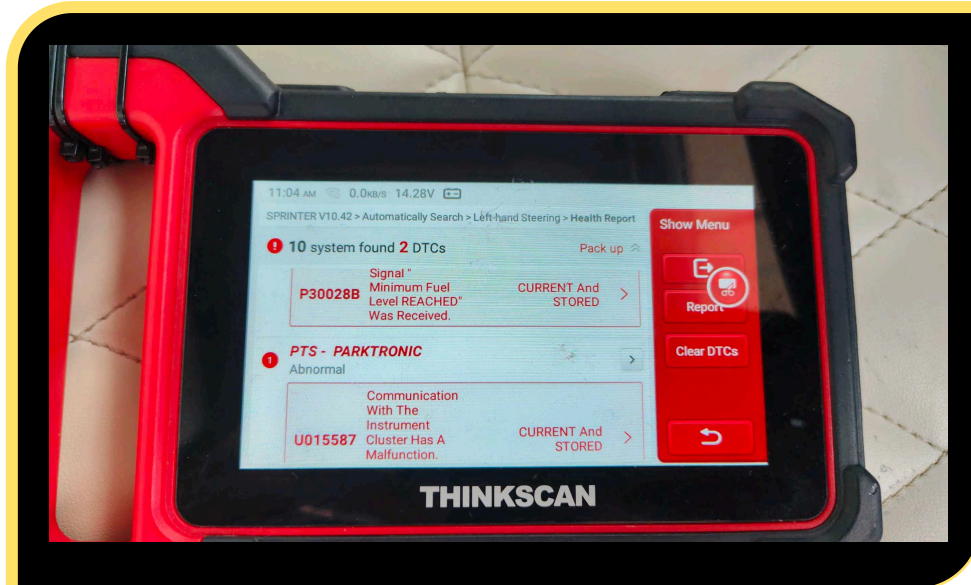 11:04 AM 0.0KB/S 14.28V
SPRINTER V10.42 > Automatically Search > Left-hand Steering > Health Report
10 system found 2 DTCs Pack up
P30028B Signal " Minimum Fuel Level REACHED" Was Received. CURRENT And STORED
1 PTS - PARKTRONIC
Abnormal
U015587 Communication With The Instrument Cluster Has A Malfunction. CURRENT And STORED
Show Menu
Report
Clear DTCs
THINKSCAN